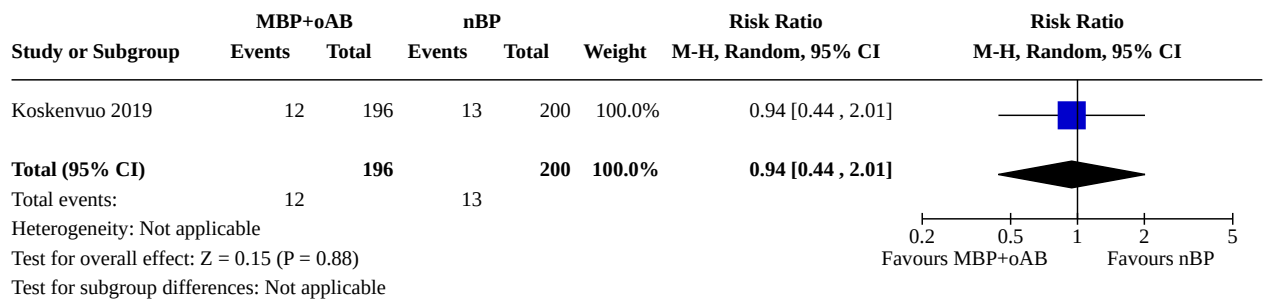 MBP+oAB nBP Risk Ratio Risk Ratio
Study or Subgroup Events Total Events Total Weight M-H, Random, 95% CI M-H, Random, 95% CI
Koskenvuo 2019 12 196 13 200 100.0% 0.94 [0.44 , 2.01]
Total (95% CI) 196 200 100.0% 0.94 [0.44 , 2.01]
Total events: 12 13
Heterogeneity: Not applicable
0.2 0.5 1 2 5
Test for overall effect: Z = 0.15 (P = 0.88) Favours MBP+oAB Favours nBP
Test for subgroup differences: Not applicable